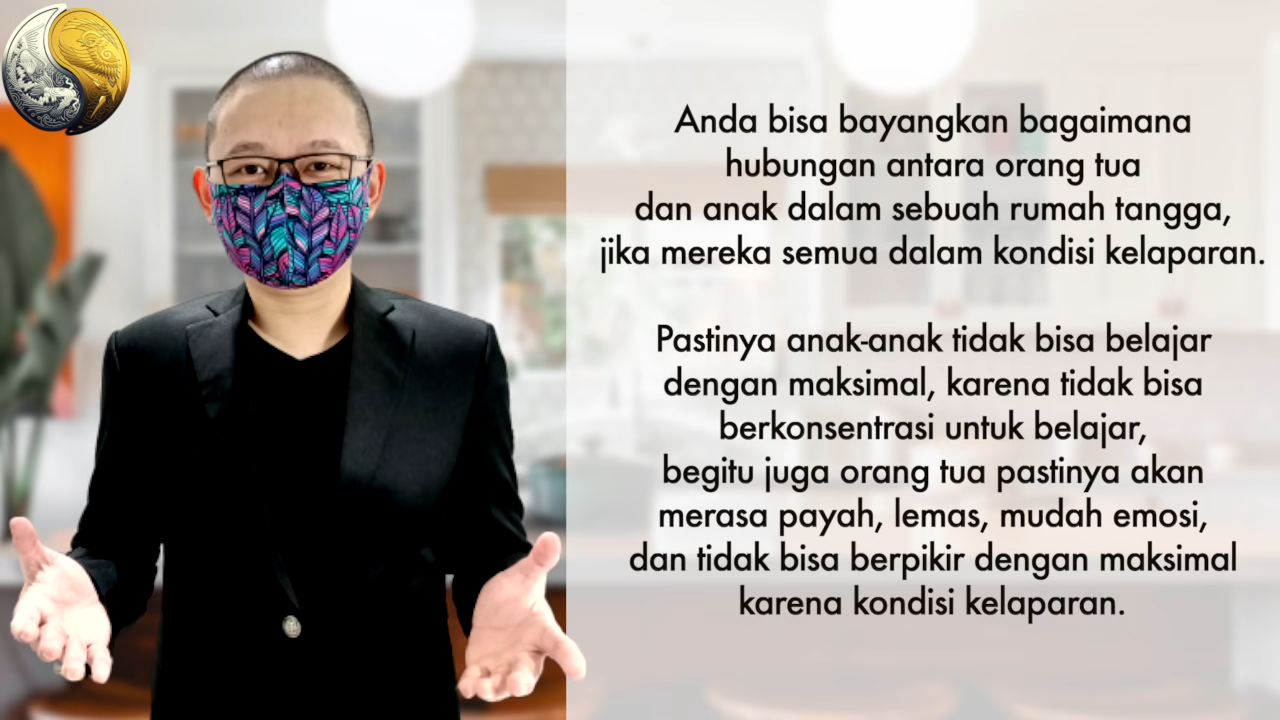 Anda bisa bayangkan bagaimana
hubungan antara orang tua
dan anak dalam sebuah rumah tangga,
jika mereka semua dalam kondisi kelaparan.
Pastinya anak-anak tidak bisa belajar
dengan maksimal, karena tidak bisa
berkonsentrasi untuk belajar,
begitu juga orang tua pastinya akan
merasa payah, lemas, mudah emosi,
dan tidak bisa berpikir dengan maksimal
karena kondisi kelaparan.